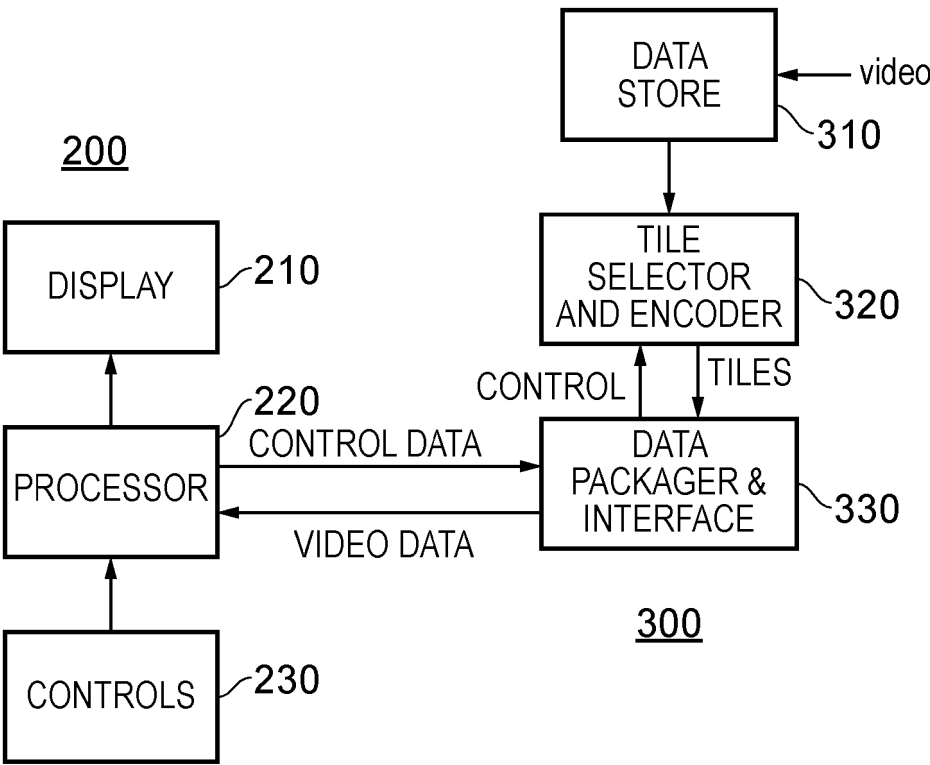 DATA
STORE
video
310
200
TILE
SELECTOR
AND ENCODER
320
DISPLAY
210
CONTROL
TILES
220
PROCESSOR
CONTROL DATA
VIDEO DATA
DATA
PACKAGER &
INTERFACE
330
300
CONTROLS
230